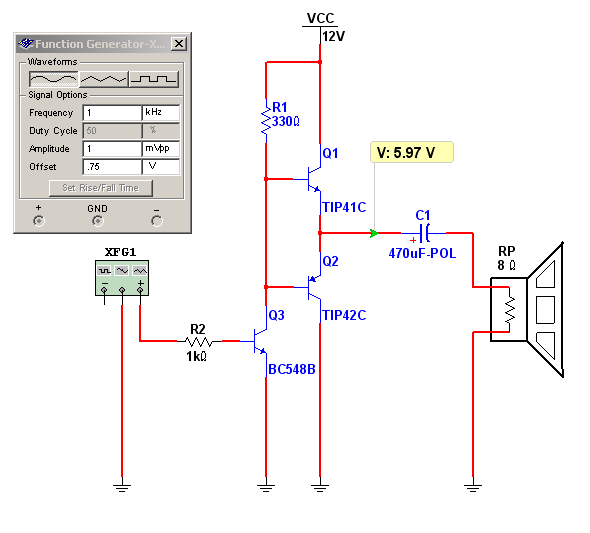 Function Generator-X...
Waveforms
Signal Options
Frequency 1 kHz
Duty Cycle 50 %
Amplitude 1 mVpp
Offset .75 V
Set Rise/Fall Time
+ GND −
VCC
12V
R1
330Ω
Q1
TIP41C
V: 5.97 V
C1
470uF-POL
Q2
TIP42C
RP
8 Ω
XFG1
R2
1kΩ
Q3
BC548B